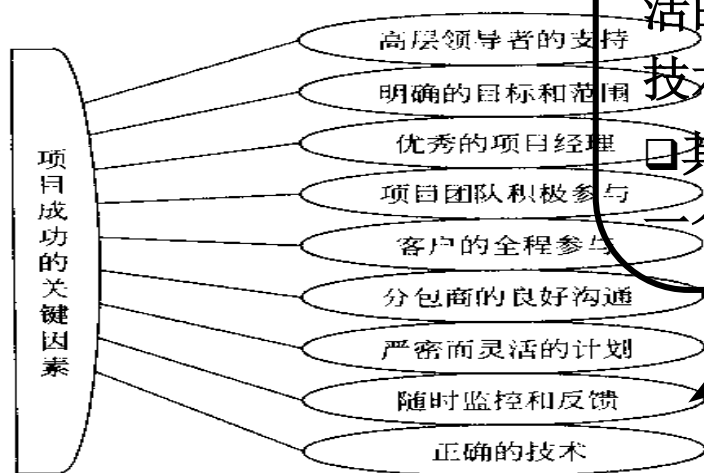 项目成功的关键因素
高层领导者的支持
明确的目标和范围
优秀的项目经理
项目团队积极参与
客户的全程参与
分包商的良好沟通
严密而灵活的计划
随时监控和反馈
正确的技术